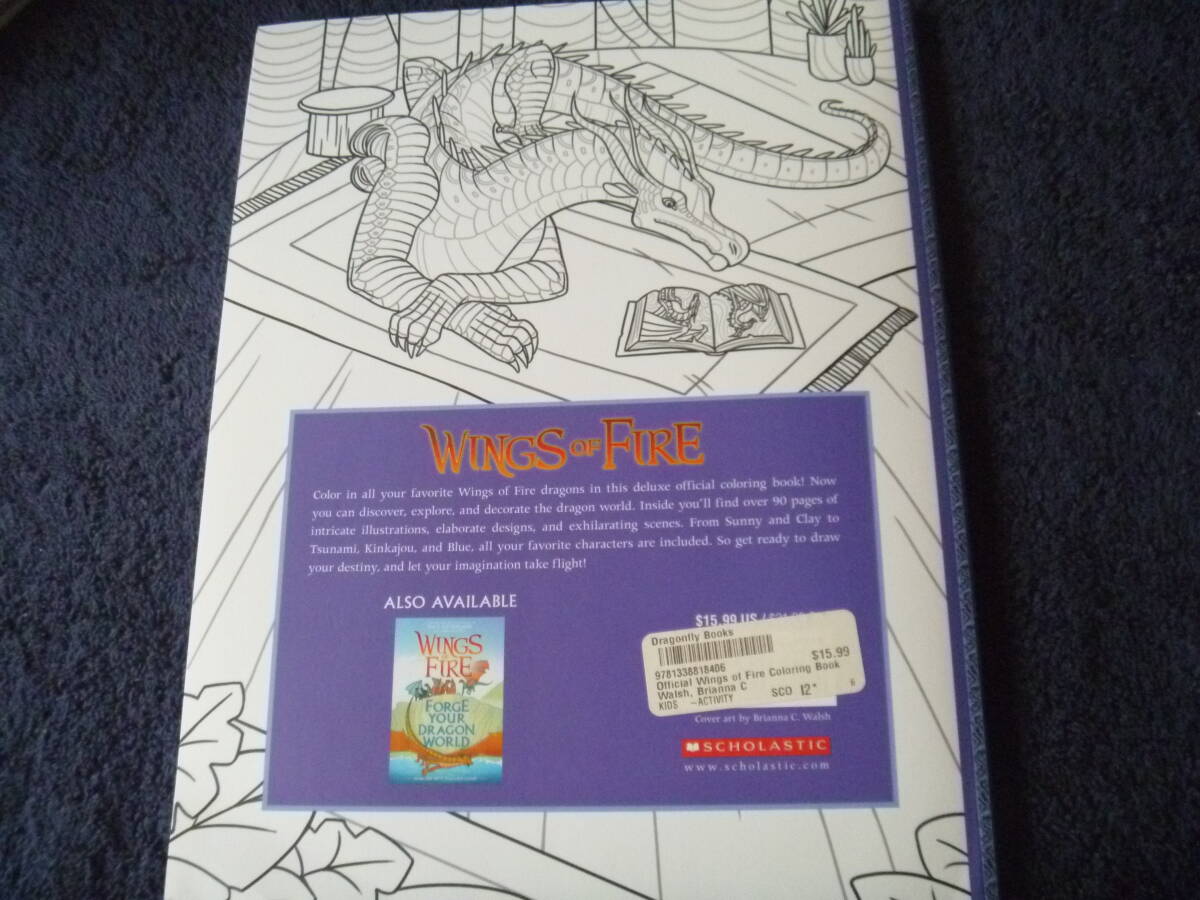 WINGS OF FIRE
Color in all your favorite Wings of Fire dragons in this deluxe official coloring book! Now
you can discover, explore, and decorate the dragon world. Inside you'll find over 90 pages of
intricate illustrations, elaborate designs, and exhilarating scenes. From Sunny and Clay to
Tsunami, Kinkajou, and Blue, all your favorite characters are included. So get ready to draw
your destiny, and let your imagination take flight!
ALSO AVAILABLE
WINGS
OF
FIRE
FORGE
YOUR
DRAGON
WORLD
$15.99 US /
Dragonfly Books
9781338818406 $15.99
Official Wings of Fire Coloring Book
Walsh, Brianna C SCO 12" 6
KIDS -ACTIVITY
Cover art by Brianna C. Walsh
SCHOLASTIC
www.scholastic.com